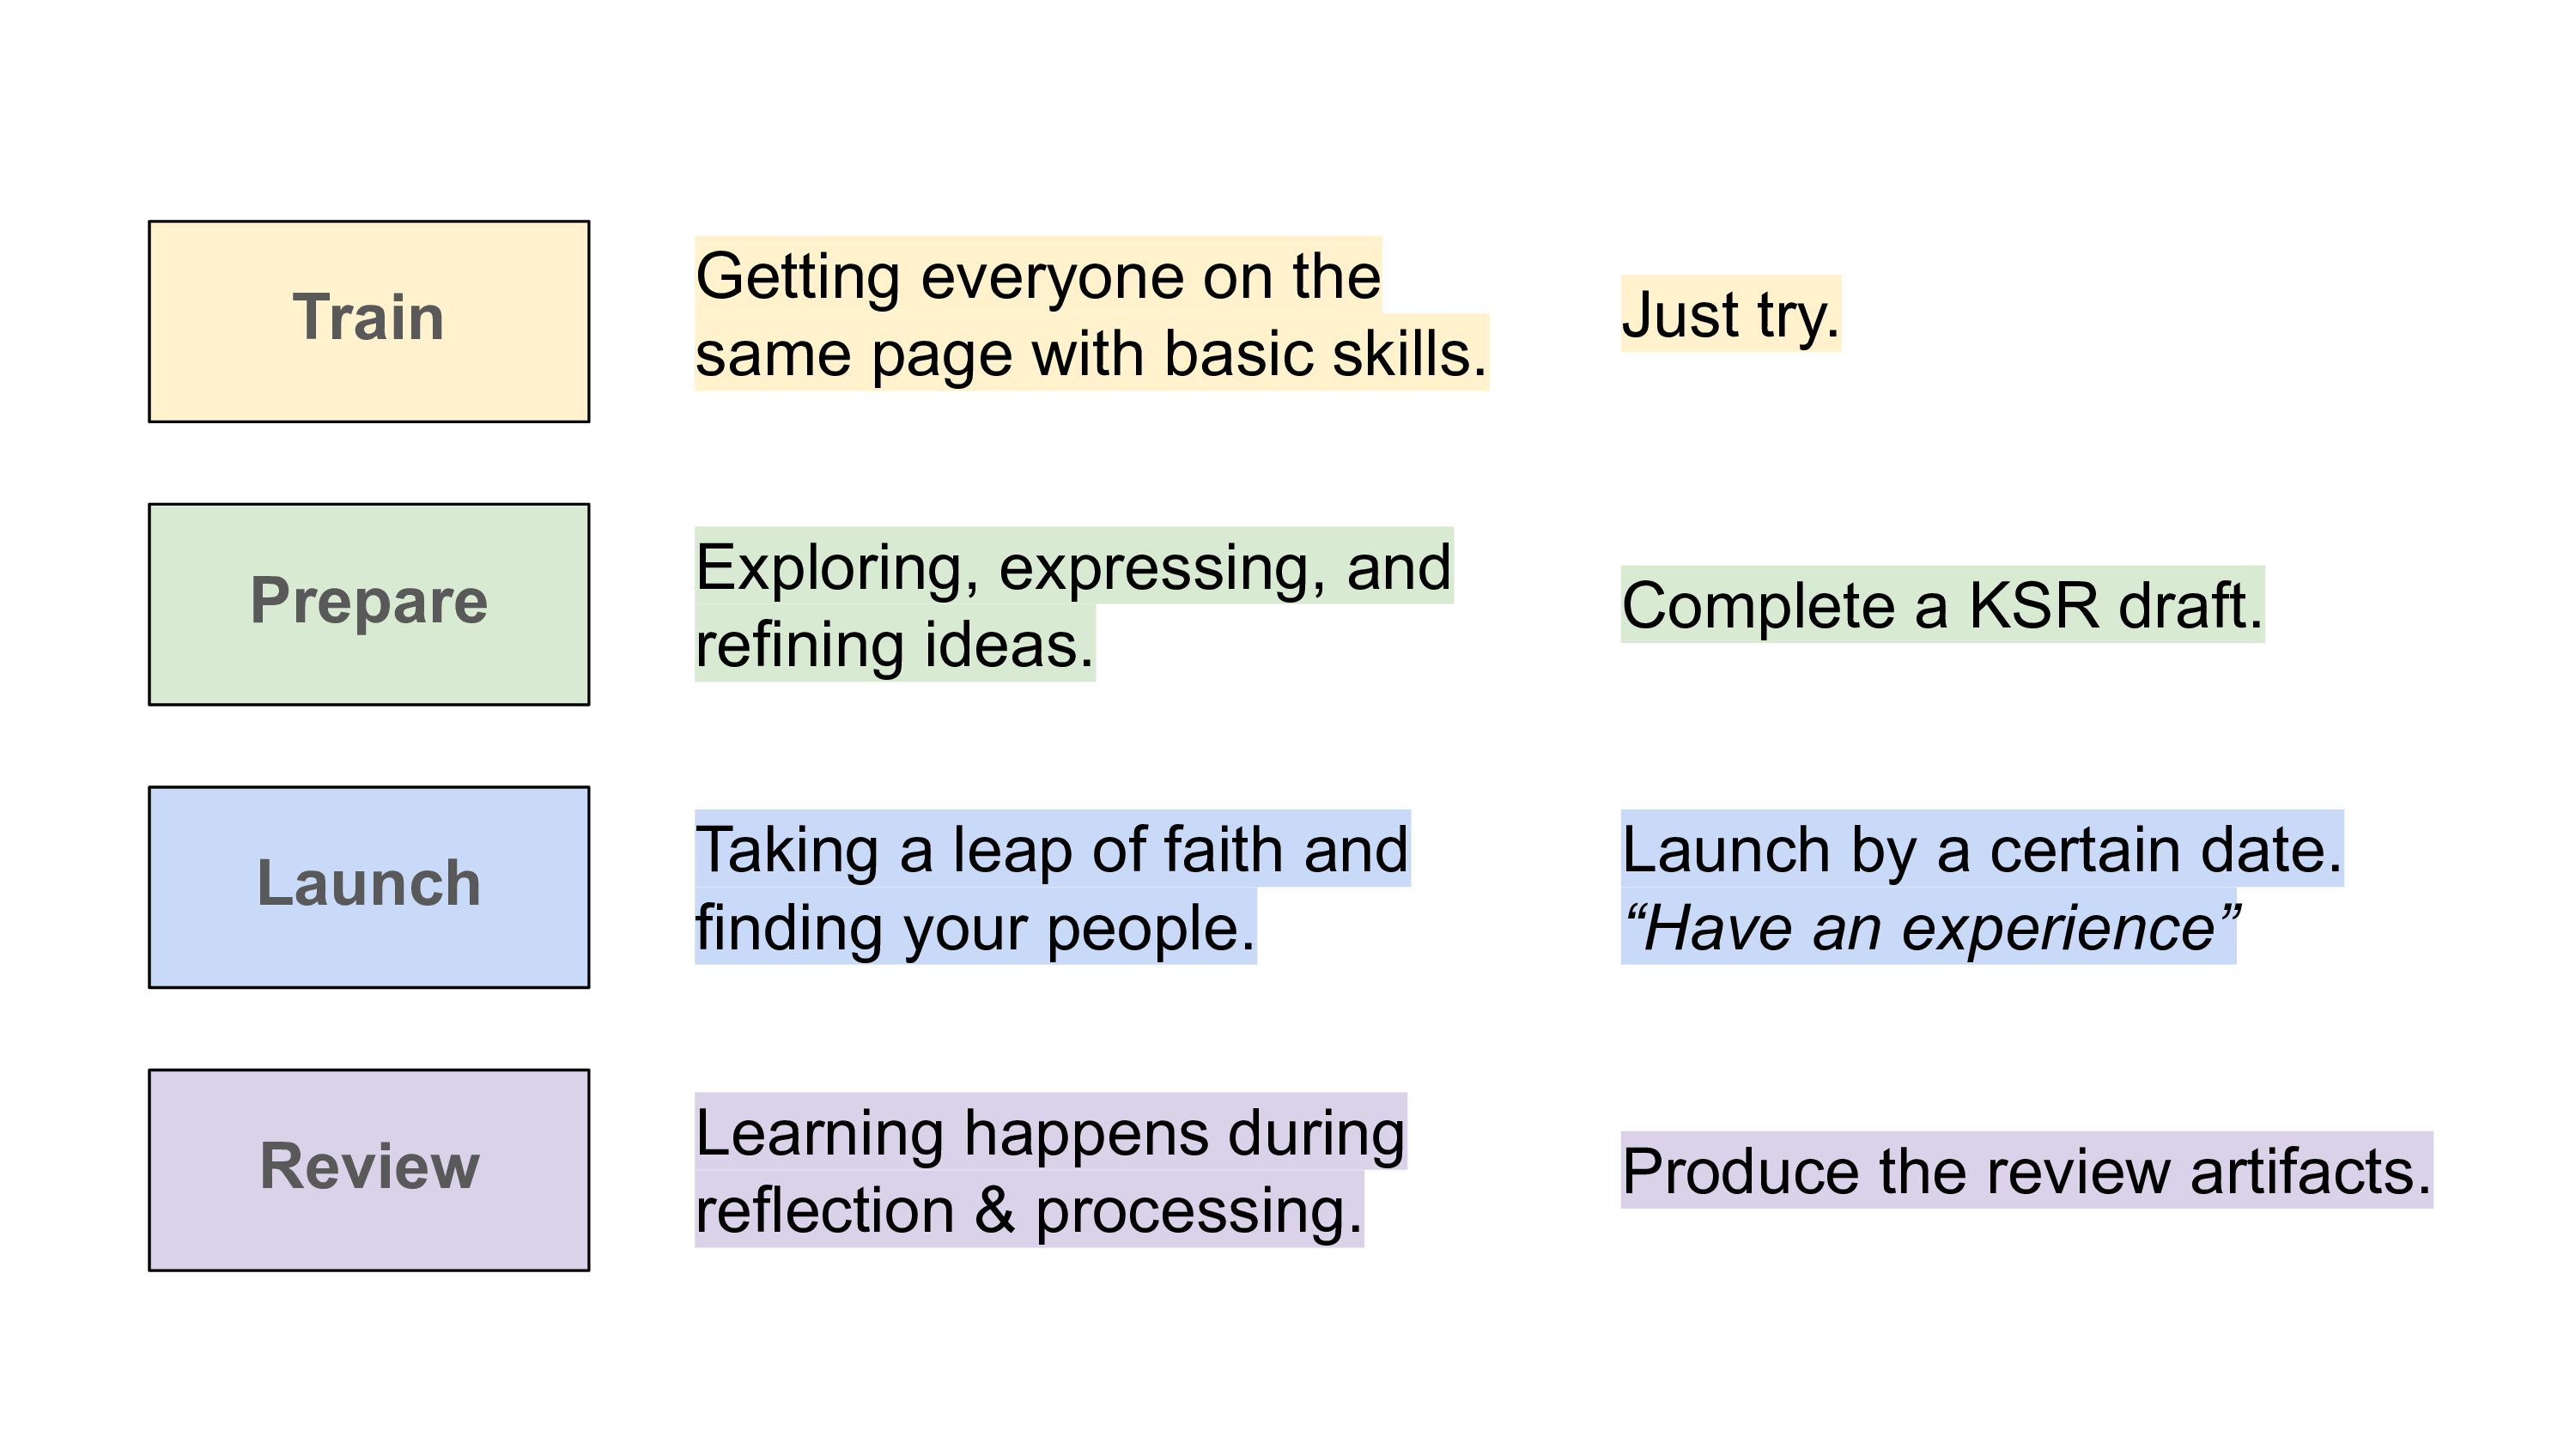 Train
Getting everyone on the
same page with basic skills.
Just try.
Prepare
Exploring, expressing, and
refining ideas.
Complete a KSR draft.
Launch
Taking a leap of faith and
finding your people.
Launch by a certain date.
“Have an experience”
Review
Learning happens during
reflection & processing.
Produce the review artifacts.